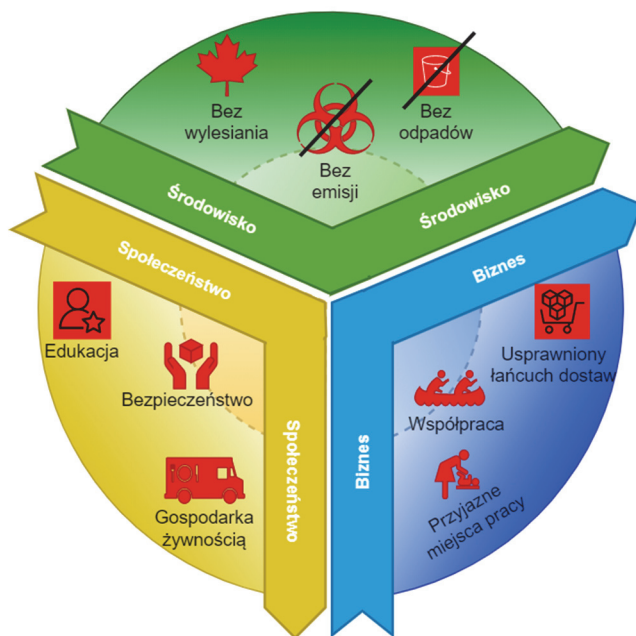 Bez
wylesiania
Bez
emisji
Bez
odpadów
Środowisko
Środowisko
Społeczeństwo
Biznes
Edukacja
Bezpieczeństwo
Gospodarka
żywnością
Społeczeństwo
Biznes
Usprawniony
łańcuch dostaw
Współpraca
Przyjazne
miejsca pracy